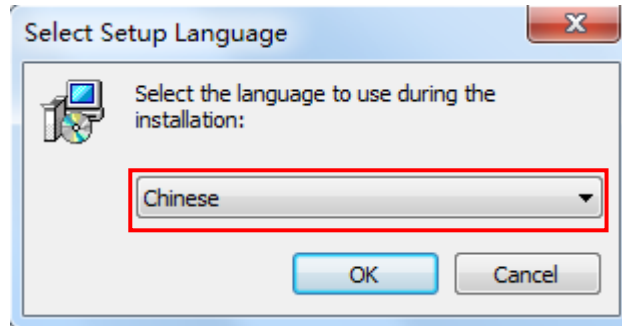 Select Setup Language
Select the language to use during the
installation:
Chinese
OK
Cancel